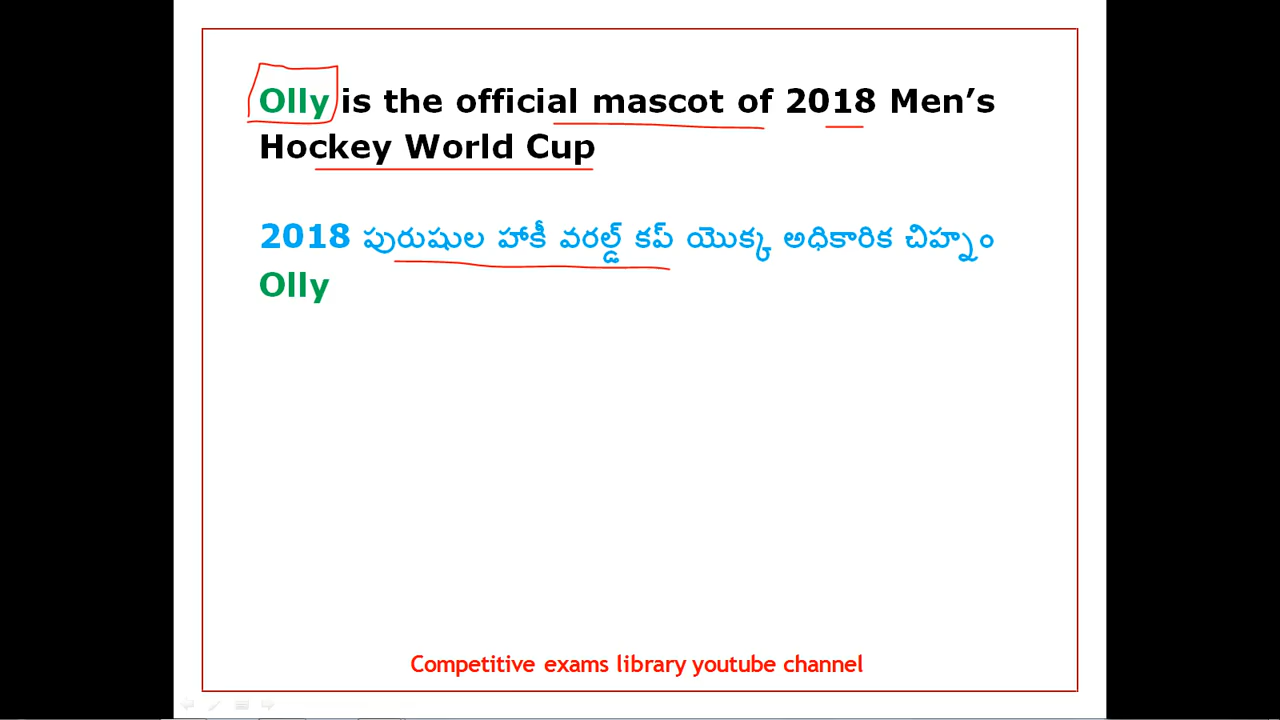 Olly is the official mascot of 2018 Men’s
Hockey World Cup
2018 పురుషుల హాకీ వరల్డ్ కప్ యొక్క అధికారిక చిహ్నం
Olly
Competitive exams library youtube channel